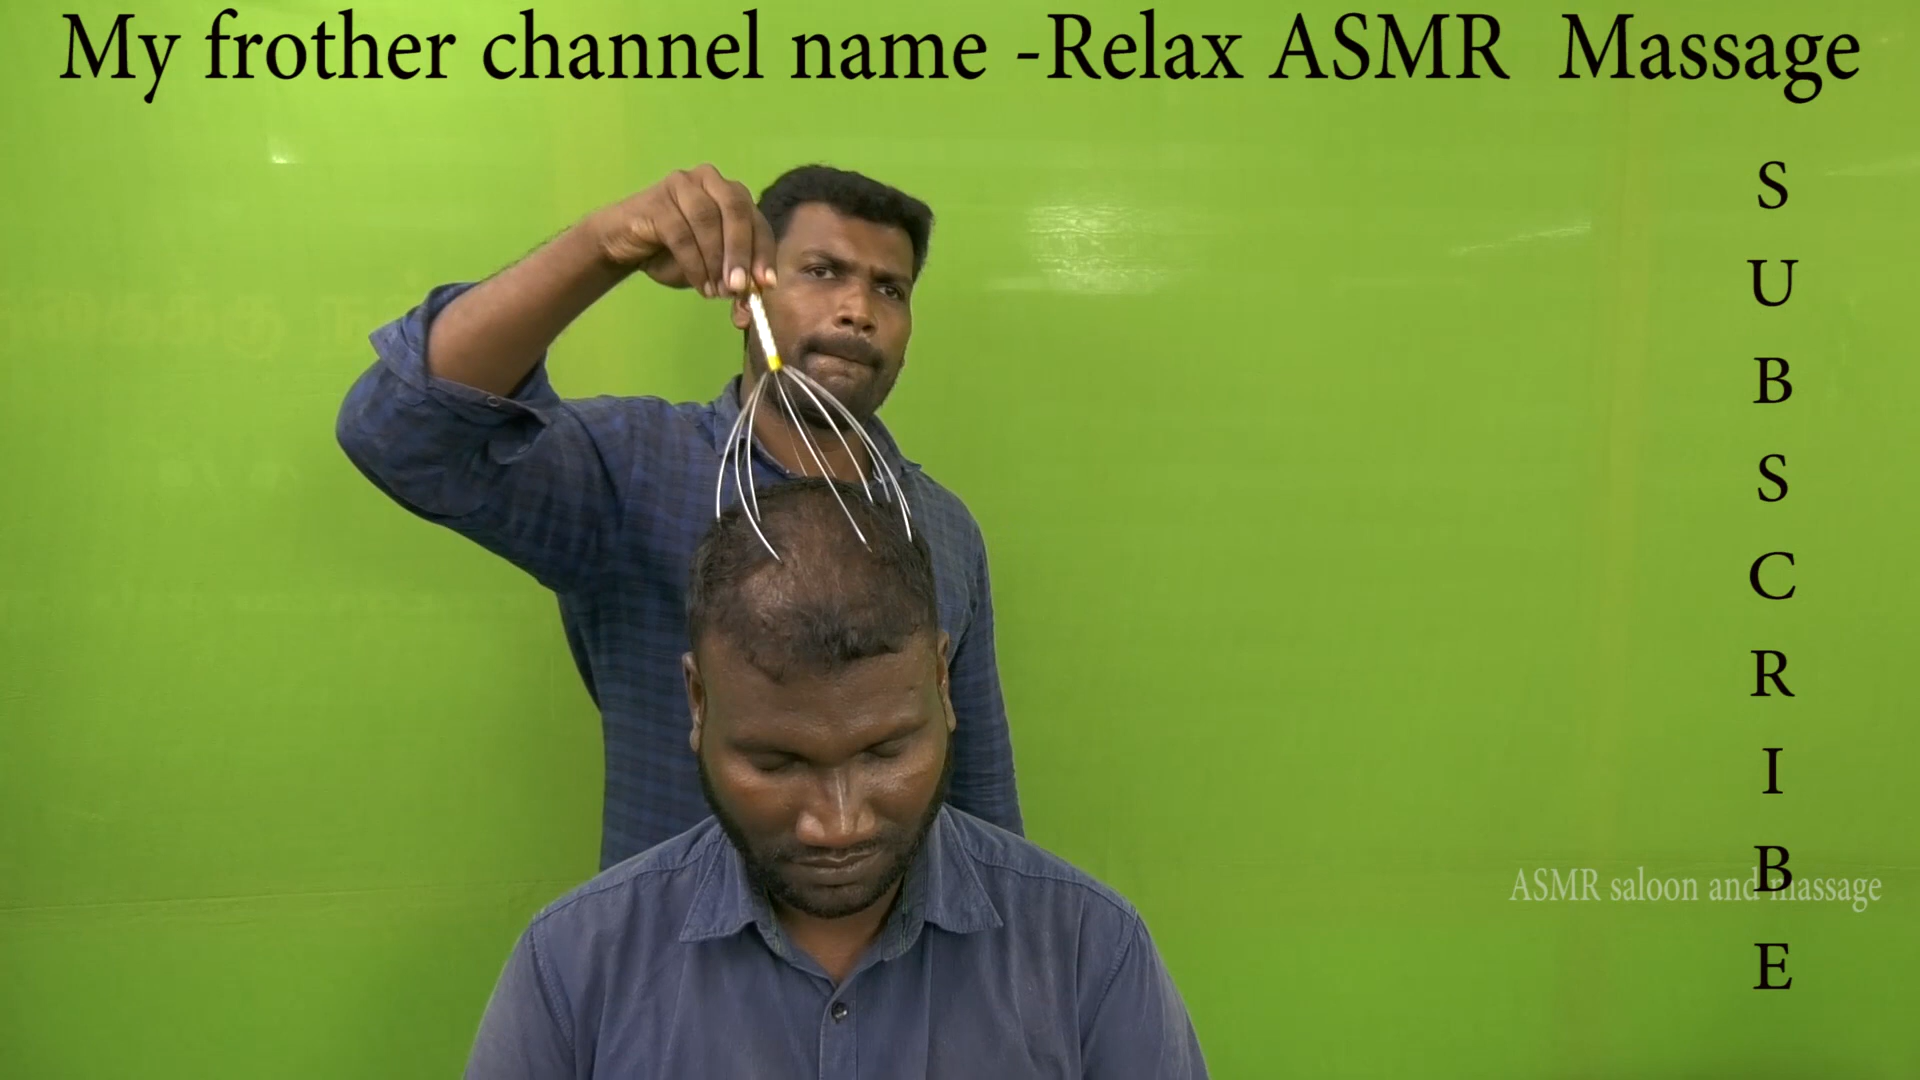 My frother channel name -Relax ASMR Massage
S
U
B
S
C
R
I
B
E
ASMR saloon and massage